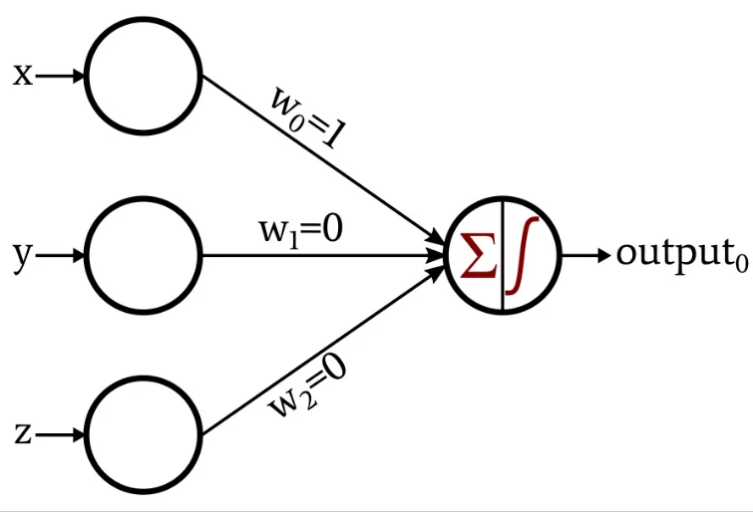 x
w₀=1
y
w₁=0
Σ
∫
output₀
w₂=0
z